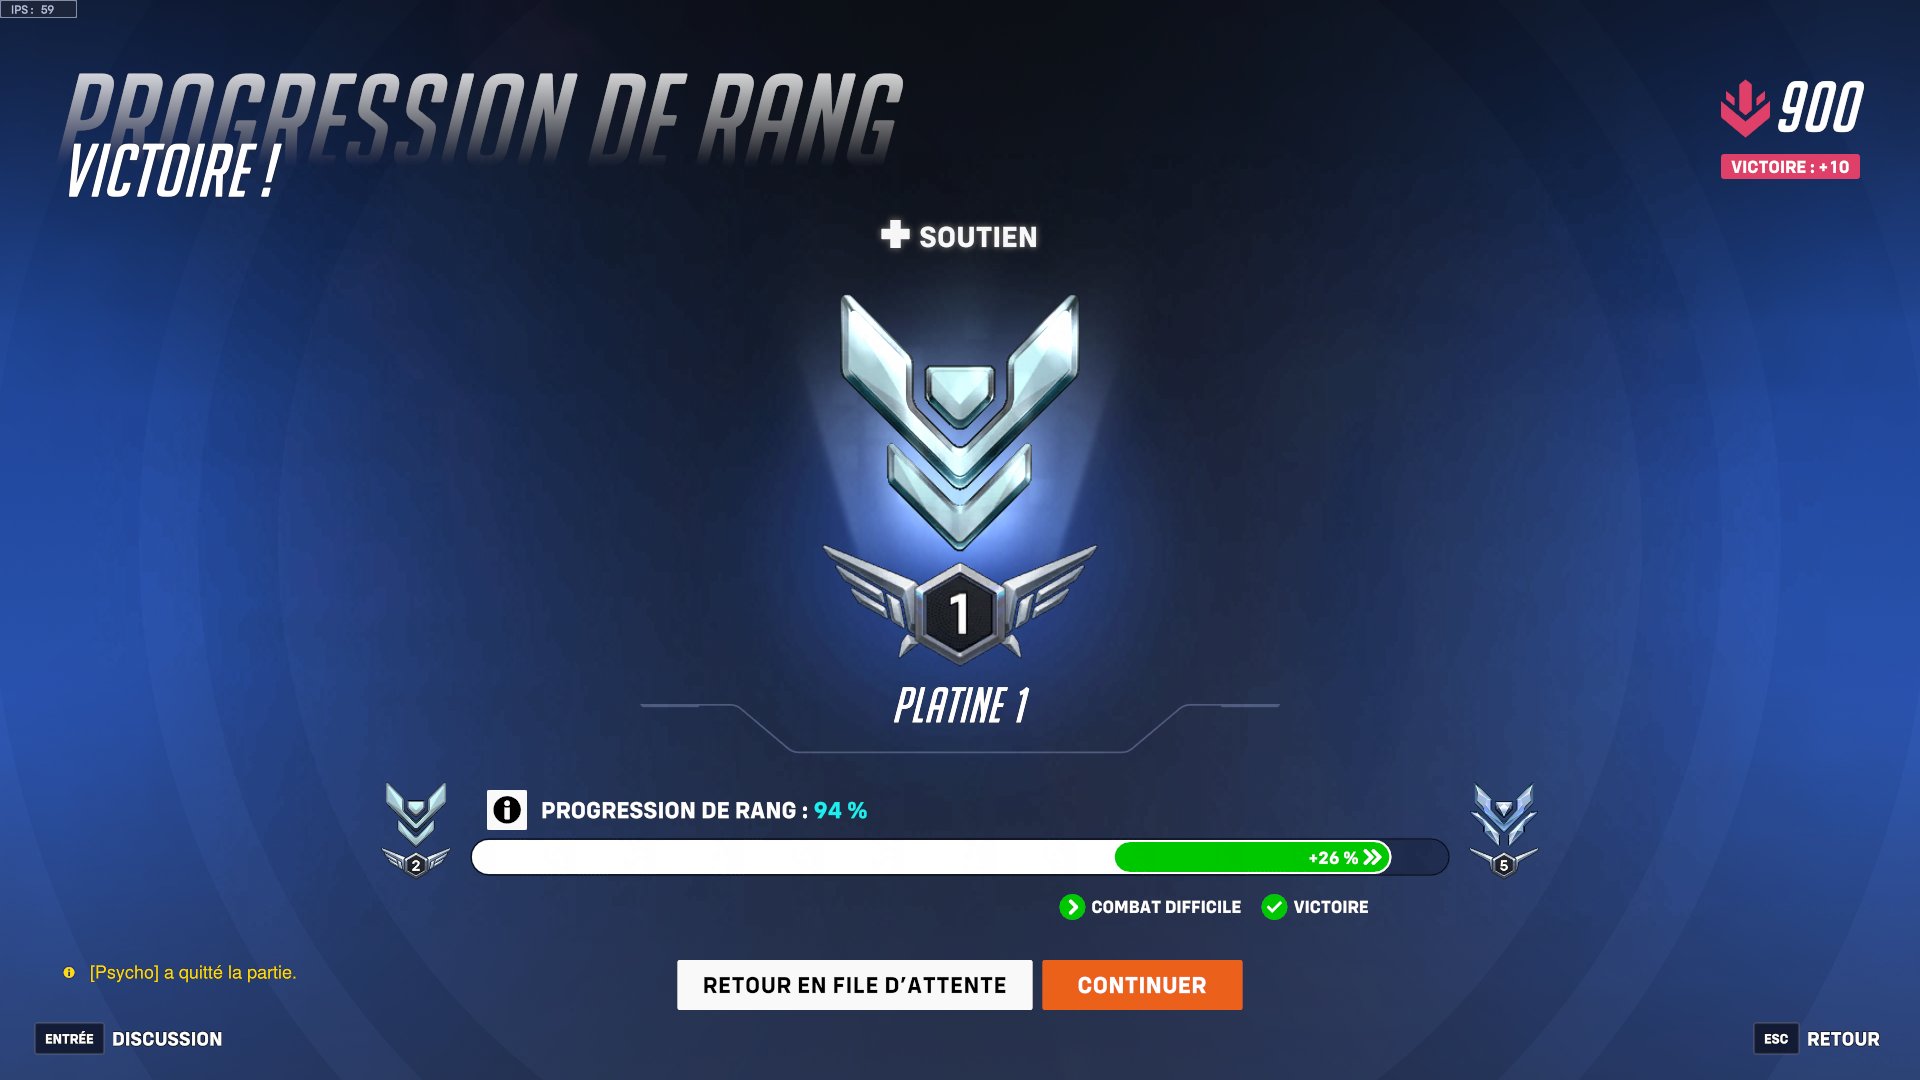 IPS : 59
PROGRESSION DE RANG
VICTOIRE !
900
VICTOIRE : +10
SOUTIEN
1
PLATINE 1
2
PROGRESSION DE RANG : 94 %
+26 %
5
COMBAT DIFFICILE VICTOIRE
[Psycho] a quitté la partie.
RETOUR EN FILE D'ATTENTE CONTINUER
ENTRÉE DISCUSSION
ESC RETOUR